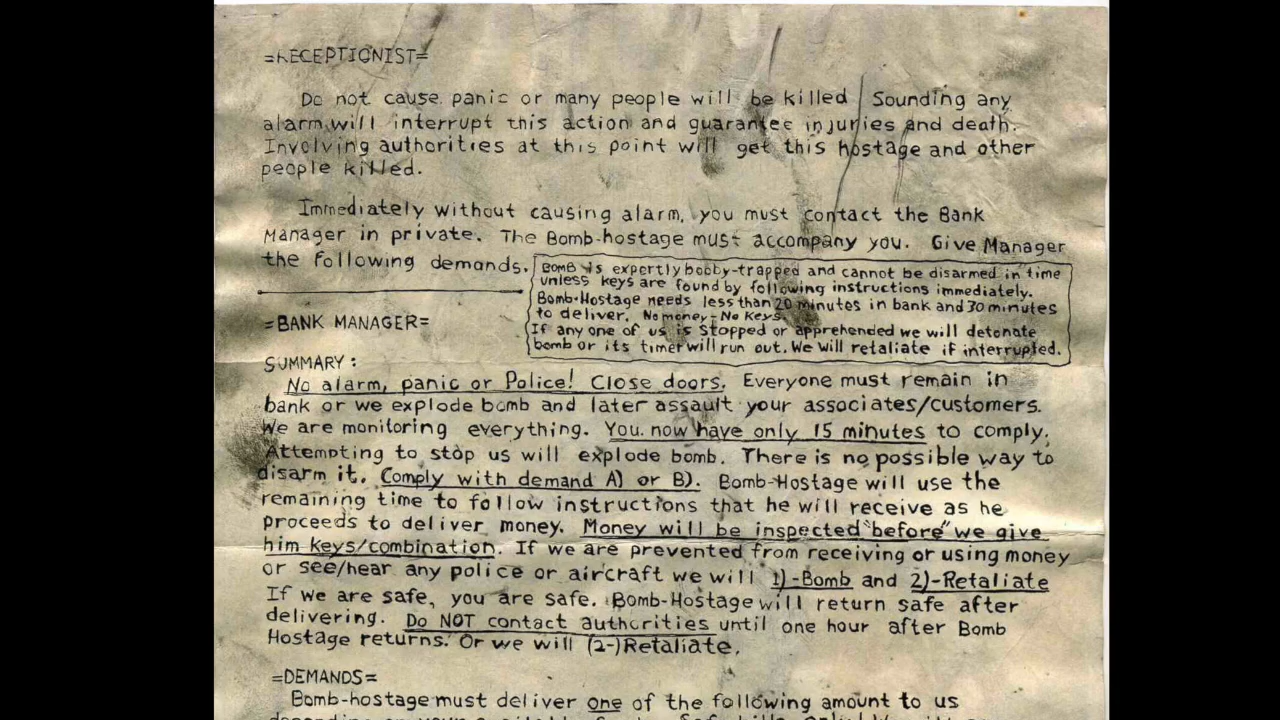 =RECEPTIONIST=
Do not cause panic or many people will be killed! Sounding any
alarm will interrupt this action and guarantee injuries and death.
Involving authorities at this point will get this hostage and other
people killed.
Immediately without causing alarm, you must contact the Bank
Manager in private. The Bomb-hostage must accompany you. Give Manager
the following demands.
Bomb is expertly booby-trapped and cannot be disarmed in time
unless keys are found by following instructions immediately.
Bomb-Hostage needs less than 20 minutes in bank and 30 minutes
to deliver. No money - No Keys.
If any one of us is stopped or apprehended we will detonate
bomb or its timer will run out. We will retaliate if interrupted.
=BANK MANAGER=
SUMMARY:
No alarm, panic or Police! Close doors. Everyone must remain in
bank or we explode bomb and later assault your associates/customers.
We are monitoring everything. You now have only 15 minutes to comply.
Attempting to stop us will explode bomb. There is no possible way to
disarm it. Comply with demand A) or B). Bomb-Hostage will use the
remaining time to follow instructions that he will receive as he
proceeds to deliver money. Money will be inspected "before" we give
him keys/combination. If we are prevented from receiving or using money
or see/hear any police or aircraft we will 1)-Bomb and 2)-Retaliate
If we are safe, you are safe. Bomb-Hostage will return safe after
delivering. Do NOT contact authorities until one hour after Bomb
Hostage returns. Or we will (2-)Retaliate.
=DEMANDS=
Bomb-hostage must deliver one of the following amount to us